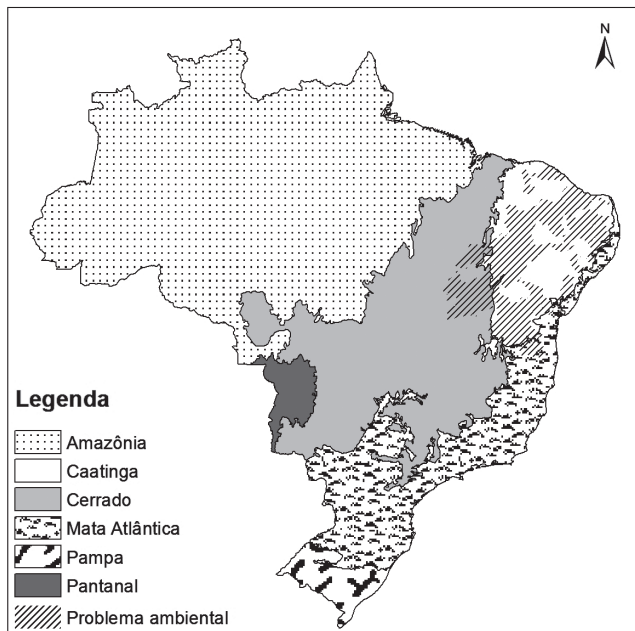 N
Legenda
Amazônia
Caatinga
Cerrado
Mata Atlântica
Pampa
Pantanal
Problema ambiental